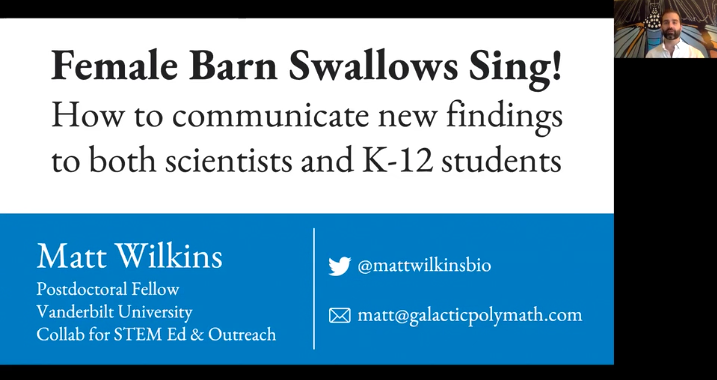 Female Barn Swallows Sing!
How to communicate new findings
to both scientists and K-12 students
Matt Wilkins
Postdoctoral Fellow
Vanderbilt University
Collab for STEM Ed & Outreach
@mattwilkinsbio
matt@galacticpolymath.com